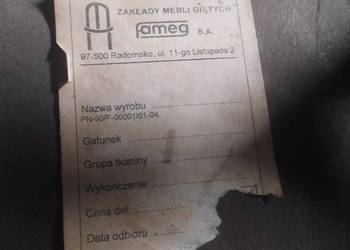 ZAKŁADY MEBLI GIĘTYCH
fameg S.A.
97-500 Radomsko, ul. 11-go Listopada 2
Nazwa wyrobu
PN-90/F-06001/01-04
Gatunek
Grupa tkaniny
Wykończenie
Cena det.
Data odbioru